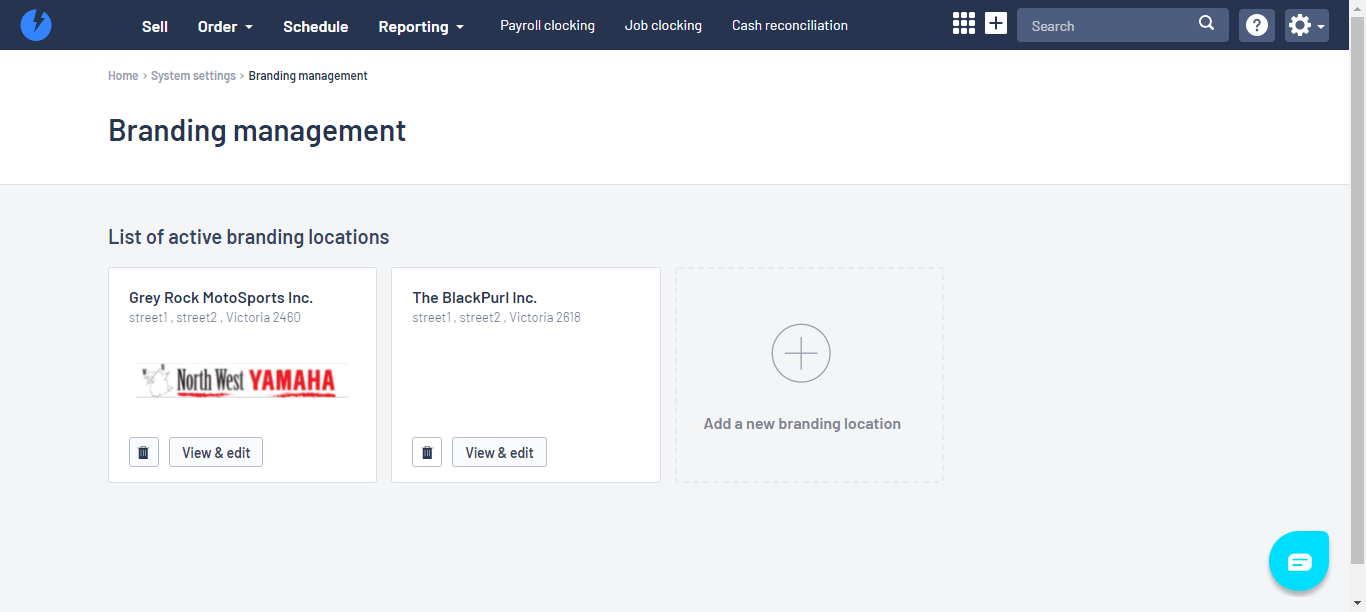 Sell Order Schedule Reporting Payroll clocking Job clocking Cash reconciliation Search
Home › System settings › Branding management
Branding management
List of active branding locations
Grey Rock MotoSports Inc.
street1 , street2 , Victoria 2460
North West YAMAHA
View & edit
The BlackPurl Inc.
street1 , street2 , Victoria 2618
View & edit
Add a new branding location